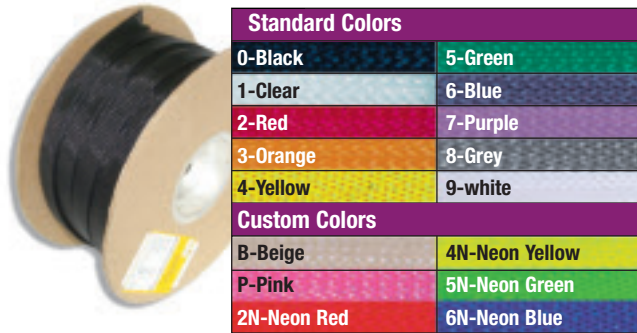 Standard Colors
0-Black 5-Green
1-Clear 6-Blue
2-Red 7-Purple
3-Orange 8-Grey
4-Yellow 9-white
Custom Colors
B-Beige 4N-Neon Yellow
P-Pink 5N-Neon Green
2N-Neon Red 6N-Neon Blue